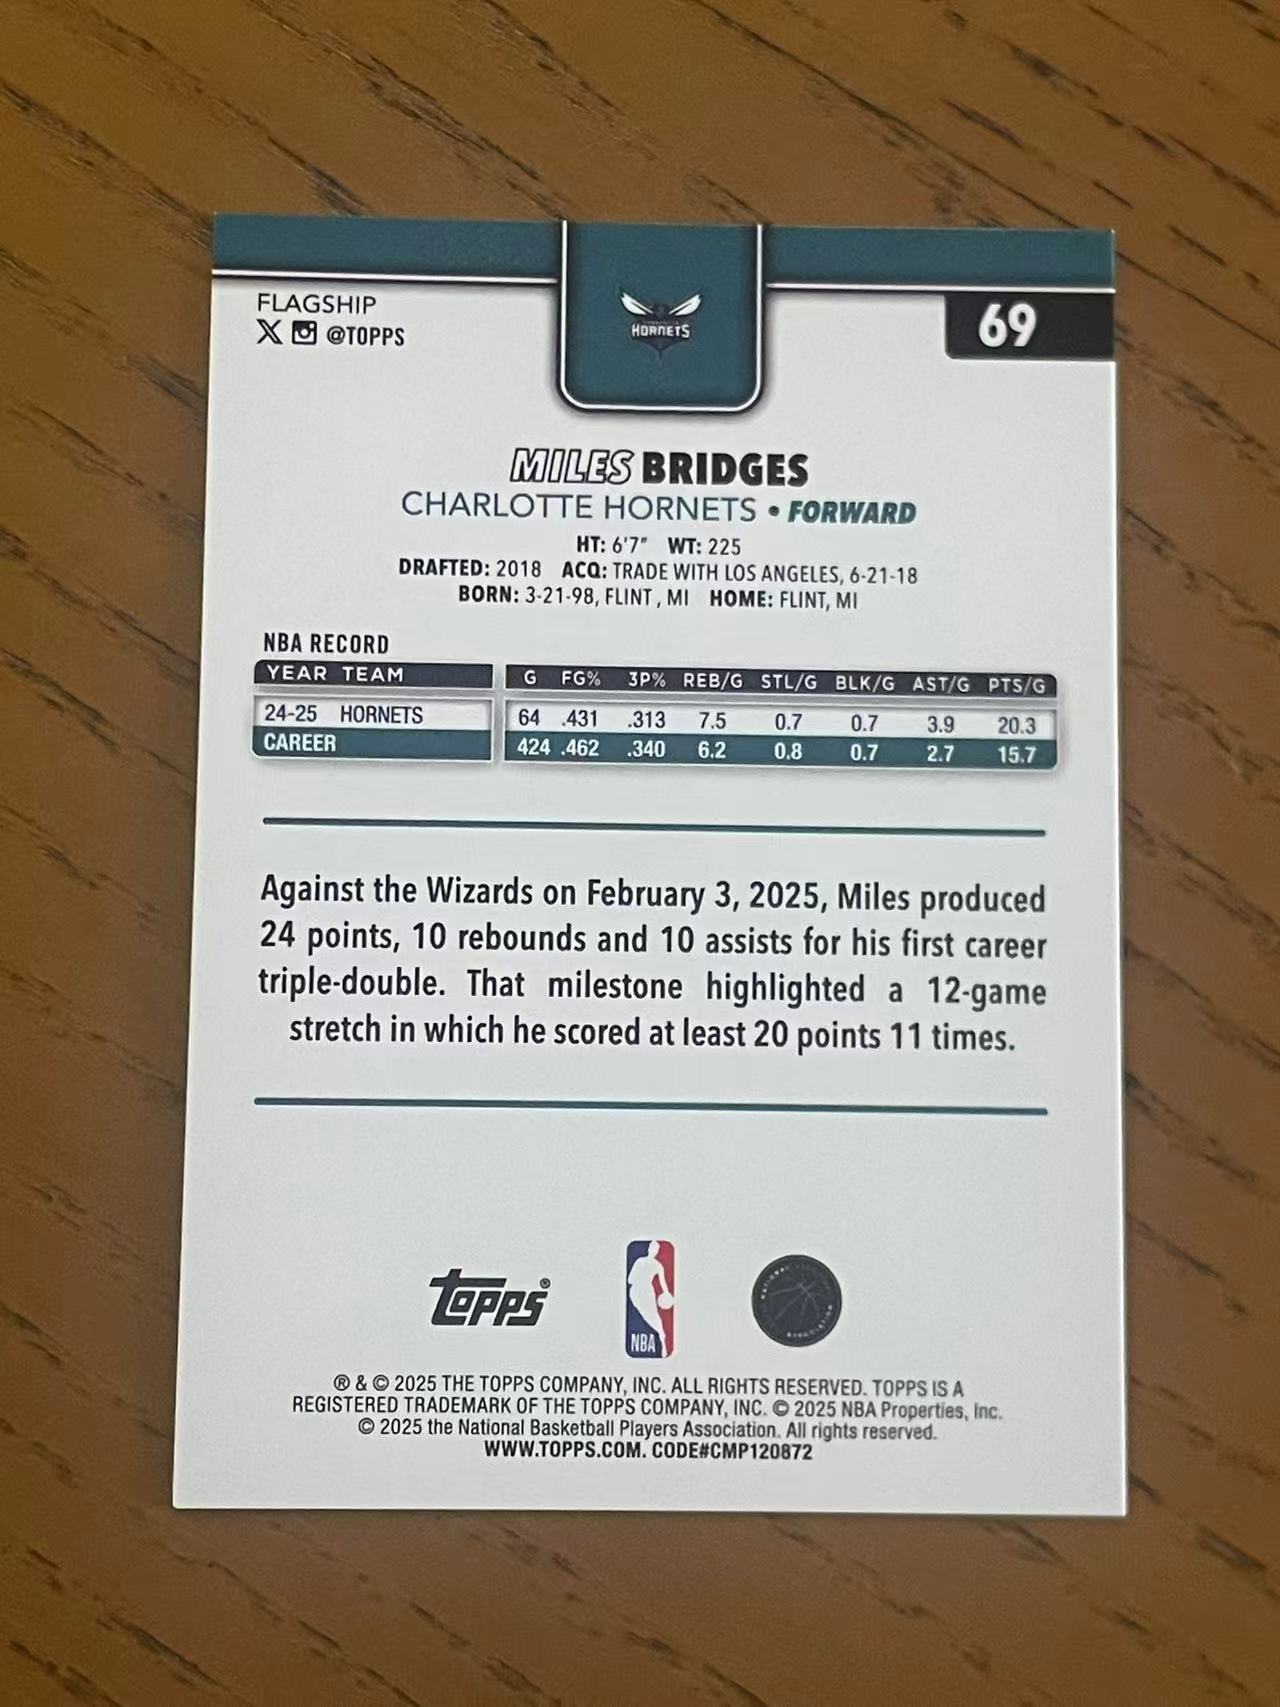 FLAGSHIP
@TOPPS
HORNETS
69
MILES BRIDGES
CHARLOTTE HORNETS • FORWARD
HT: 6'7" WT: 225
DRAFTED: 2018 ACQ: TRADE WITH LOS ANGELES, 6-21-18
BORN: 3-21-98, FLINT , MI HOME: FLINT, MI
NBA RECORD
YEAR TEAM G FG% 3P% REB/G STL/G BLK/G AST/G PTS/G
24-25 HORNETS 64 .431 .313 7.5 0.7 0.7 3.9 20.3
CAREER 424 .462 .340 6.2 0.8 0.7 2.7 15.7
Against the Wizards on February 3, 2025, Miles produced
24 points, 10 rebounds and 10 assists for his first career
triple-double. That milestone highlighted a 12-game
stretch in which he scored at least 20 points 11 times.
topps®
NBA
® & © 2025 THE TOPPS COMPANY, INC. ALL RIGHTS RESERVED. TOPPS IS A
REGISTERED TRADEMARK OF THE TOPPS COMPANY, INC. © 2025 NBA Properties, Inc.
© 2025 the National Basketball Players Association. All rights reserved.
WWW.TOPPS.COM. CODE#CMP120872